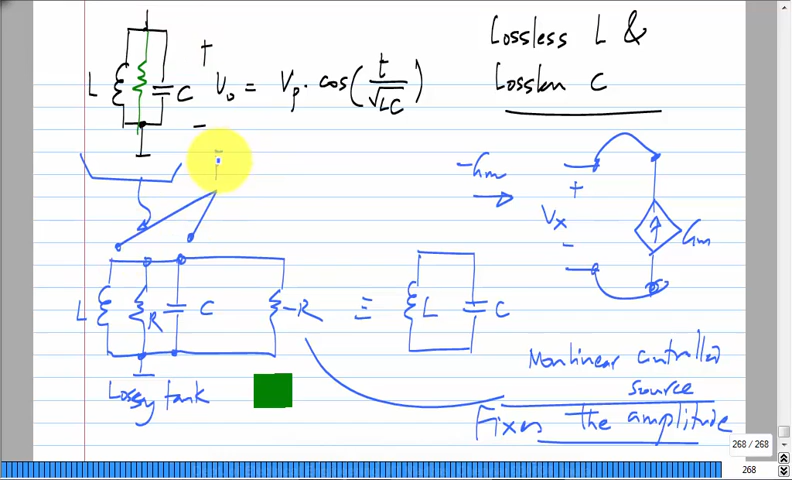 Lossless L &
Lossless C
L
C
+
V₀ = Vp · cos(t/√LC)
−
-Gm
+
Vx
−
Gm
L
R
C
-R
≡
L
C
Lossy tank
Nonlinear controlled
source
Fixes the amplitude
268 / 268
268